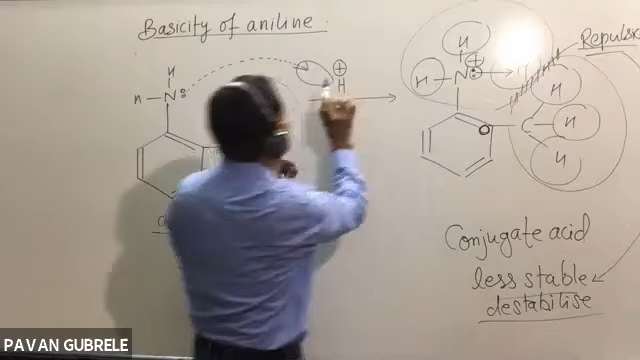 Basicity of aniline :
H
H — N :
⊕
H
H
H — N
⊕
H
H
C
H
H
Repulsi
Conjugate acid
less stable
destabilise
PAVAN GUBRELE